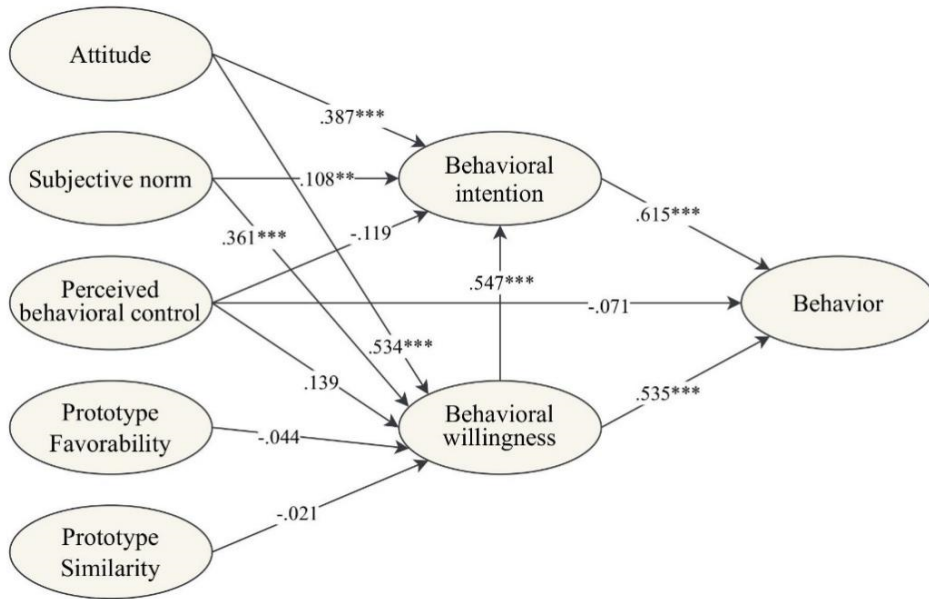 Attitude
.387***
Subjective norm
.108**
Behavioral
intention
.361***
-.119
.615***
Perceived
behavioral control
.547***
-.071
Behavior
.534***
.139
.535***
Prototype
Favorability
-.044
Behavioral
willingness
-.021
Prototype
Similarity